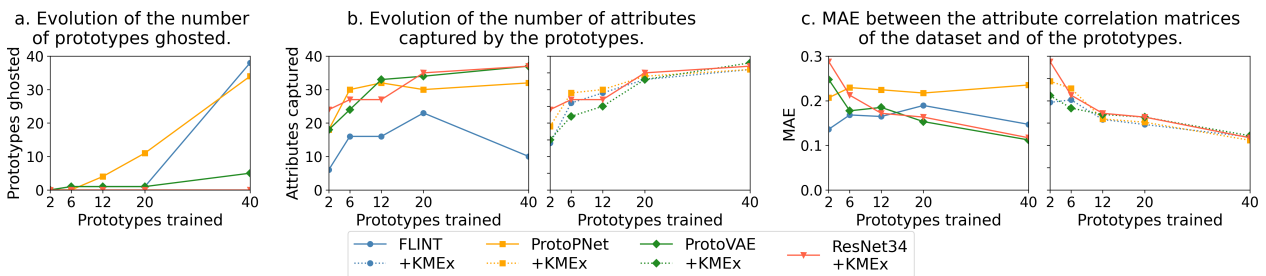 a. Evolution of the number
of prototypes ghosted.
Prototypes ghosted
40
30
20
10
0
2 6 12 20 40
Prototypes trained
b. Evolution of the number of attributes
captured by the prototypes.
Attributes captured
40
30
20
10
0
2 6 12 20 40
Prototypes trained
2 6 12 20 40
Prototypes trained
c. MAE between the attribute correlation matrices
of the dataset and of the prototypes.
MAE
0.3
0.2
0.1
0.0
2 6 12 20 40
Prototypes trained
2 6 12 20 40
Prototypes trained
FLINT
+KMEx
ProtoPNet
+KMEx
ProtoVAE
+KMEx
ResNet34
+KMEx